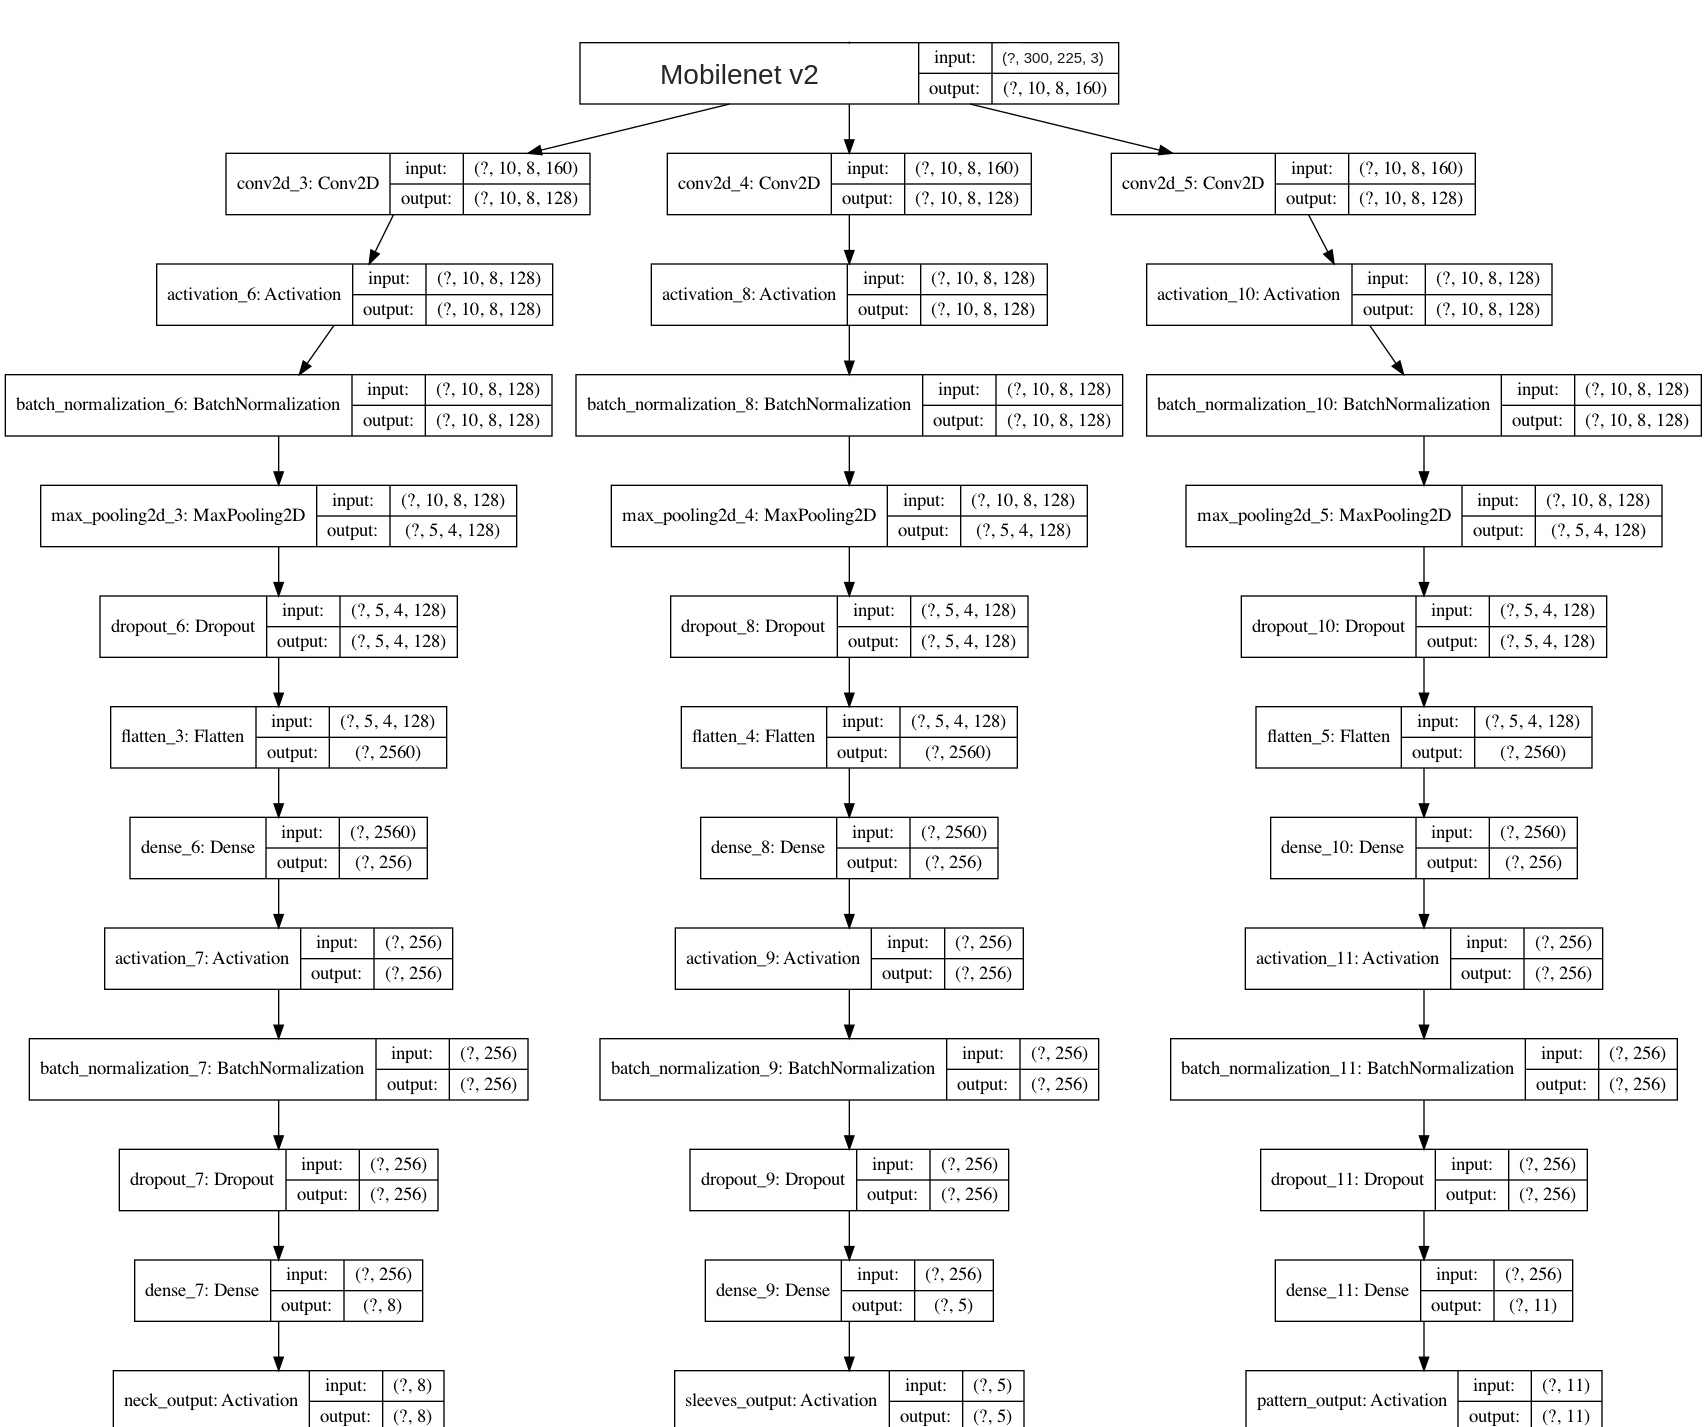 Mobilenet v2
input: (?, 300, 225, 3)
output: (?, 10, 8, 160)
conv2d_3: Conv2D
input: (?, 10, 8, 160)
output: (?, 10, 8, 128)
conv2d_4: Conv2D
input: (?, 10, 8, 160)
output: (?, 10, 8, 128)
conv2d_5: Conv2D
input: (?, 10, 8, 160)
output: (?, 10, 8, 128)
activation_6: Activation
input: (?, 10, 8, 128)
output: (?, 10, 8, 128)
activation_8: Activation
input: (?, 10, 8, 128)
output: (?, 10, 8, 128)
activation_10: Activation
input: (?, 10, 8, 128)
output: (?, 10, 8, 128)
batch_normalization_6: BatchNormalization
input: (?, 10, 8, 128)
output: (?, 10, 8, 128)
batch_normalization_8: BatchNormalization
input: (?, 10, 8, 128)
output: (?, 10, 8, 128)
batch_normalization_10: BatchNormalization
input: (?, 10, 8, 128)
output: (?, 10, 8, 128)
max_pooling2d_3: MaxPooling2D
input: (?, 10, 8, 128)
output: (?, 5, 4, 128)
max_pooling2d_4: MaxPooling2D
input: (?, 10, 8, 128)
output: (?, 5, 4, 128)
max_pooling2d_5: MaxPooling2D
input: (?, 10, 8, 128)
output: (?, 5, 4, 128)
dropout_6: Dropout
input: (?, 5, 4, 128)
output: (?, 5, 4, 128)
dropout_8: Dropout
input: (?, 5, 4, 128)
output: (?, 5, 4, 128)
dropout_10: Dropout
input: (?, 5, 4, 128)
output: (?, 5, 4, 128)
flatten_3: Flatten
input: (?, 5, 4, 128)
output: (?, 2560)
flatten_4: Flatten
input: (?, 5, 4, 128)
output: (?, 2560)
flatten_5: Flatten
input: (?, 5, 4, 128)
output: (?, 2560)
dense_6: Dense
input: (?, 2560)
output: (?, 256)
dense_8: Dense
input: (?, 2560)
output: (?, 256)
dense_10: Dense
input: (?, 2560)
output: (?, 256)
activation_7: Activation
input: (?, 256)
output: (?, 256)
activation_9: Activation
input: (?, 256)
output: (?, 256)
activation_11: Activation
input: (?, 256)
output: (?, 256)
batch_normalization_7: BatchNormalization
input: (?, 256)
output: (?, 256)
batch_normalization_9: BatchNormalization
input: (?, 256)
output: (?, 256)
batch_normalization_11: BatchNormalization
input: (?, 256)
output: (?, 256)
dropout_7: Dropout
input: (?, 256)
output: (?, 256)
dropout_9: Dropout
input: (?, 256)
output: (?, 256)
dropout_11: Dropout
input: (?, 256)
output: (?, 256)
dense_7: Dense
input: (?, 256)
output: (?, 8)
dense_9: Dense
input: (?, 256)
output: (?, 5)
dense_11: Dense
input: (?, 256)
output: (?, 11)
neck_output: Activation
input: (?, 8)
output: (?, 8)
sleeves_output: Activation
input: (?, 5)
output: (?, 5)
pattern_output: Activation
input: (?, 11)
output: (?, 11)